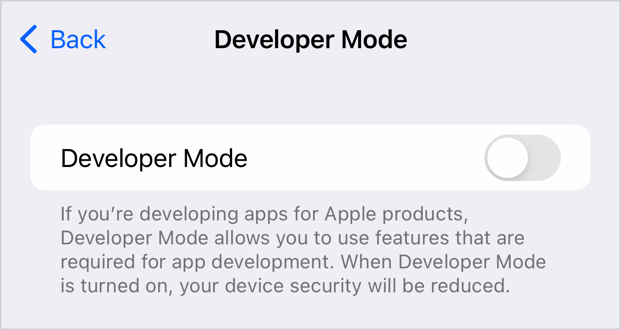 Back
Developer Mode
Developer Mode
If you’re developing apps for Apple products,
Developer Mode allows you to use features that are
required for app development. When Developer Mode
is turned on, your device security will be reduced.